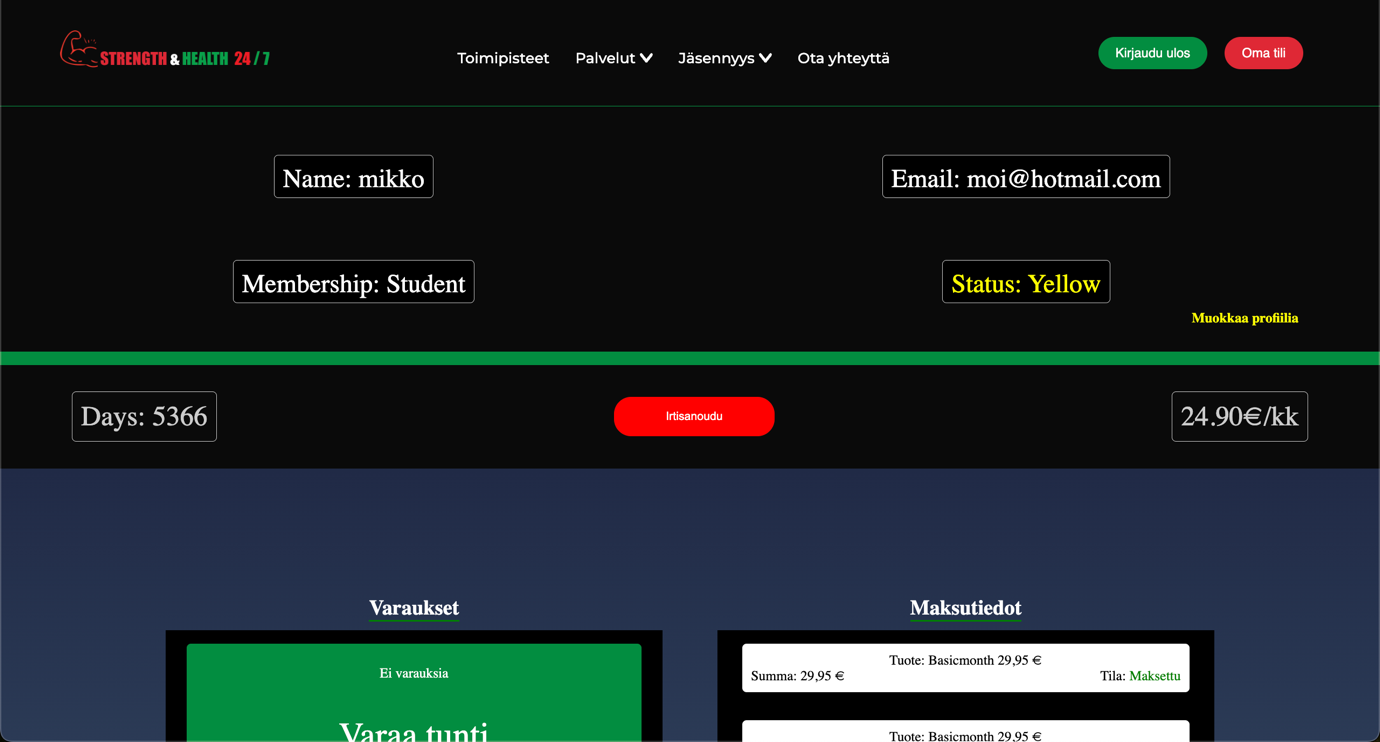 STRENGTH & HEALTH 24 / 7
Toimipisteet
Palvelut
Jäsennyys
Ota yhteyttä
Kirjaudu ulos
Oma tili
Name: mikko
Email: moi@hotmail.com
Membership: Student
Status: Yellow
Muokkaa profiilia
Days: 5366
Irtisanoudu
24.90€/kk
Varaukset
Ei varauksia
Varaa tunti
Maksutiedot
Tuote: Basicmonth 29,95 €
Summa: 29,95 €
Tila: Maksettu
Tuote: Basicmonth 29,95 €